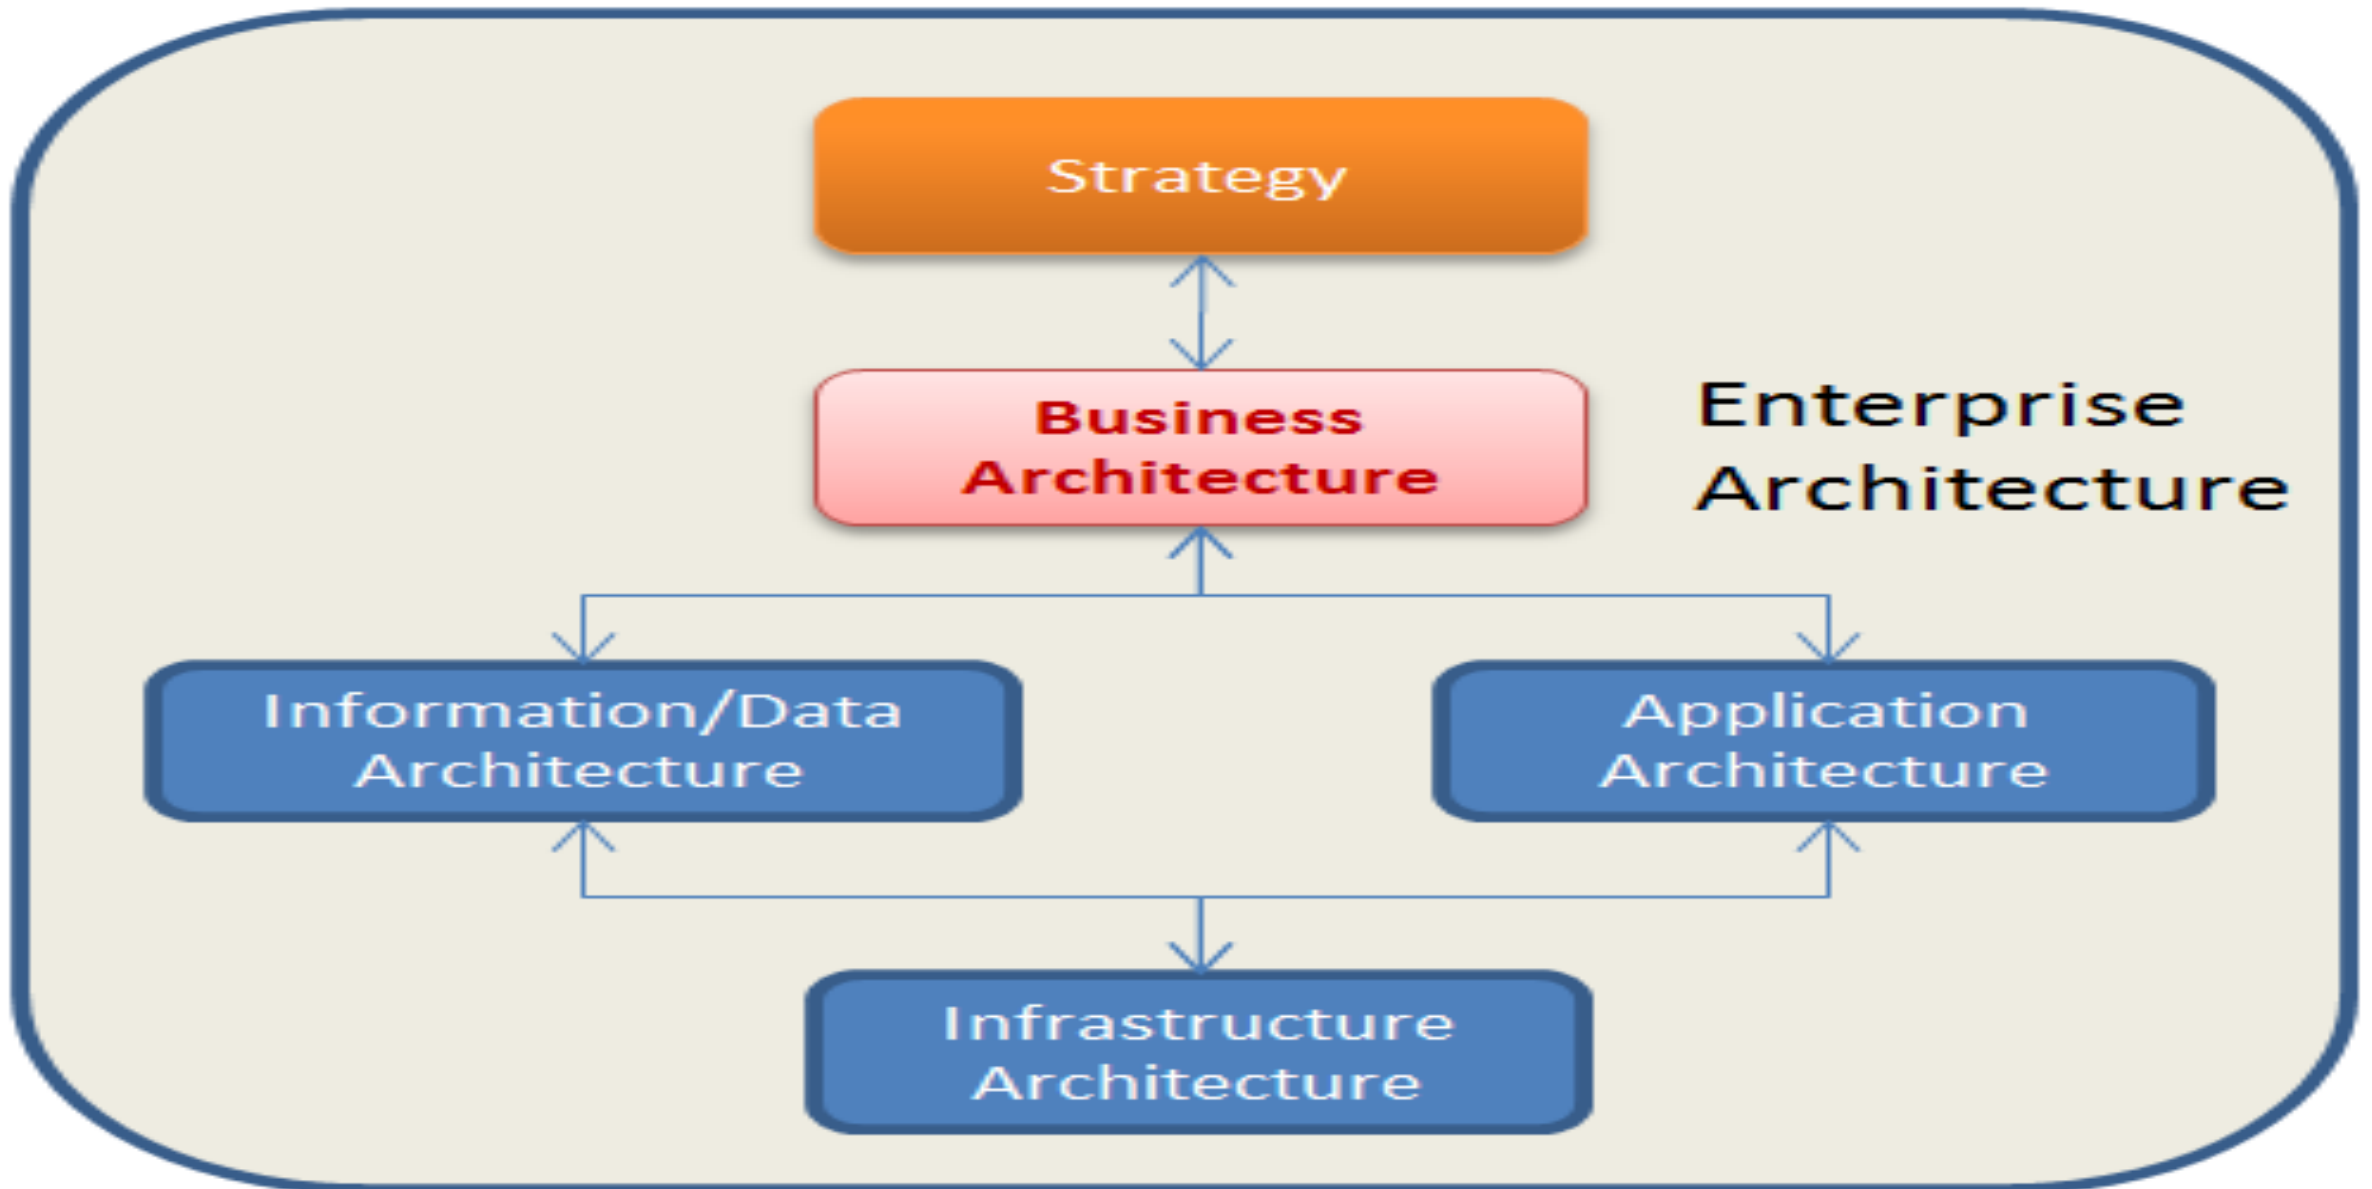 Strategy
Business
Architecture
Enterprise
Architecture
Information/Data
Architecture
Application
Architecture
Infrastructure
Architecture